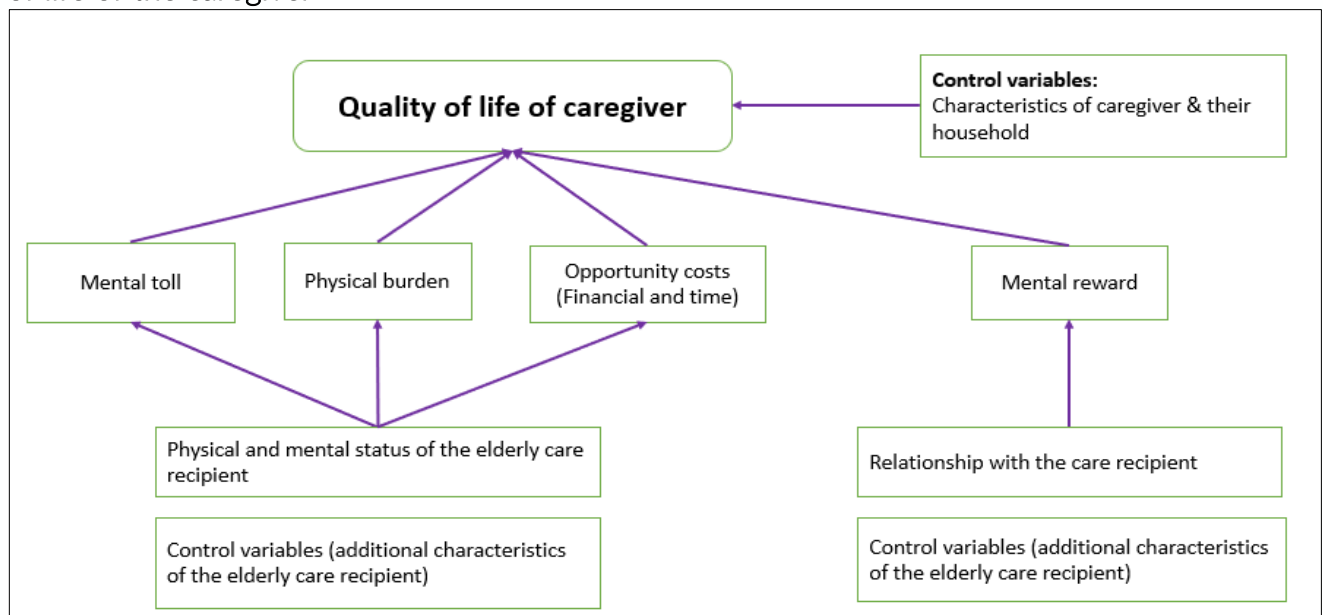 Quality of life of caregiver
Control variables:
Characteristics of caregiver & their
household
Mental toll
Physical burden
Opportunity costs
(Financial and time)
Mental reward
Physical and mental status of the elderly care
recipient
Relationship with the care recipient
Control variables (additional characteristics
of the elderly care recipient)
Control variables (additional characteristics
of the elderly care recipient)